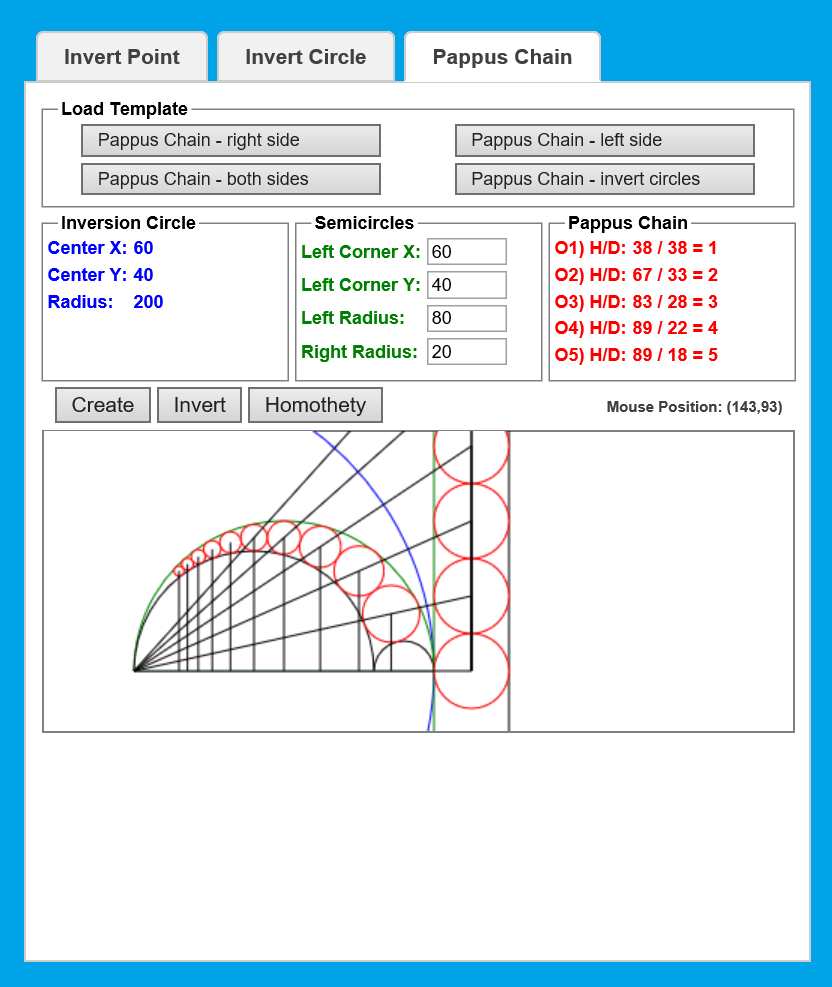 Invert Point
Invert Circle
Pappus Chain
Load Template
Pappus Chain - right side
Pappus Chain - left side
Pappus Chain - both sides
Pappus Chain - invert circles
Inversion Circle
Center X: 60
Center Y: 40
Radius: 200
Semicircles
Left Corner X: 60
Left Corner Y: 40
Left Radius: 80
Right Radius: 20
Pappus Chain
O1) H/D: 38 / 38 = 1
O2) H/D: 67 / 33 = 2
O3) H/D: 83 / 28 = 3
O4) H/D: 89 / 22 = 4
O5) H/D: 89 / 18 = 5
Create
Invert
Homothety
Mouse Position: (143,93)